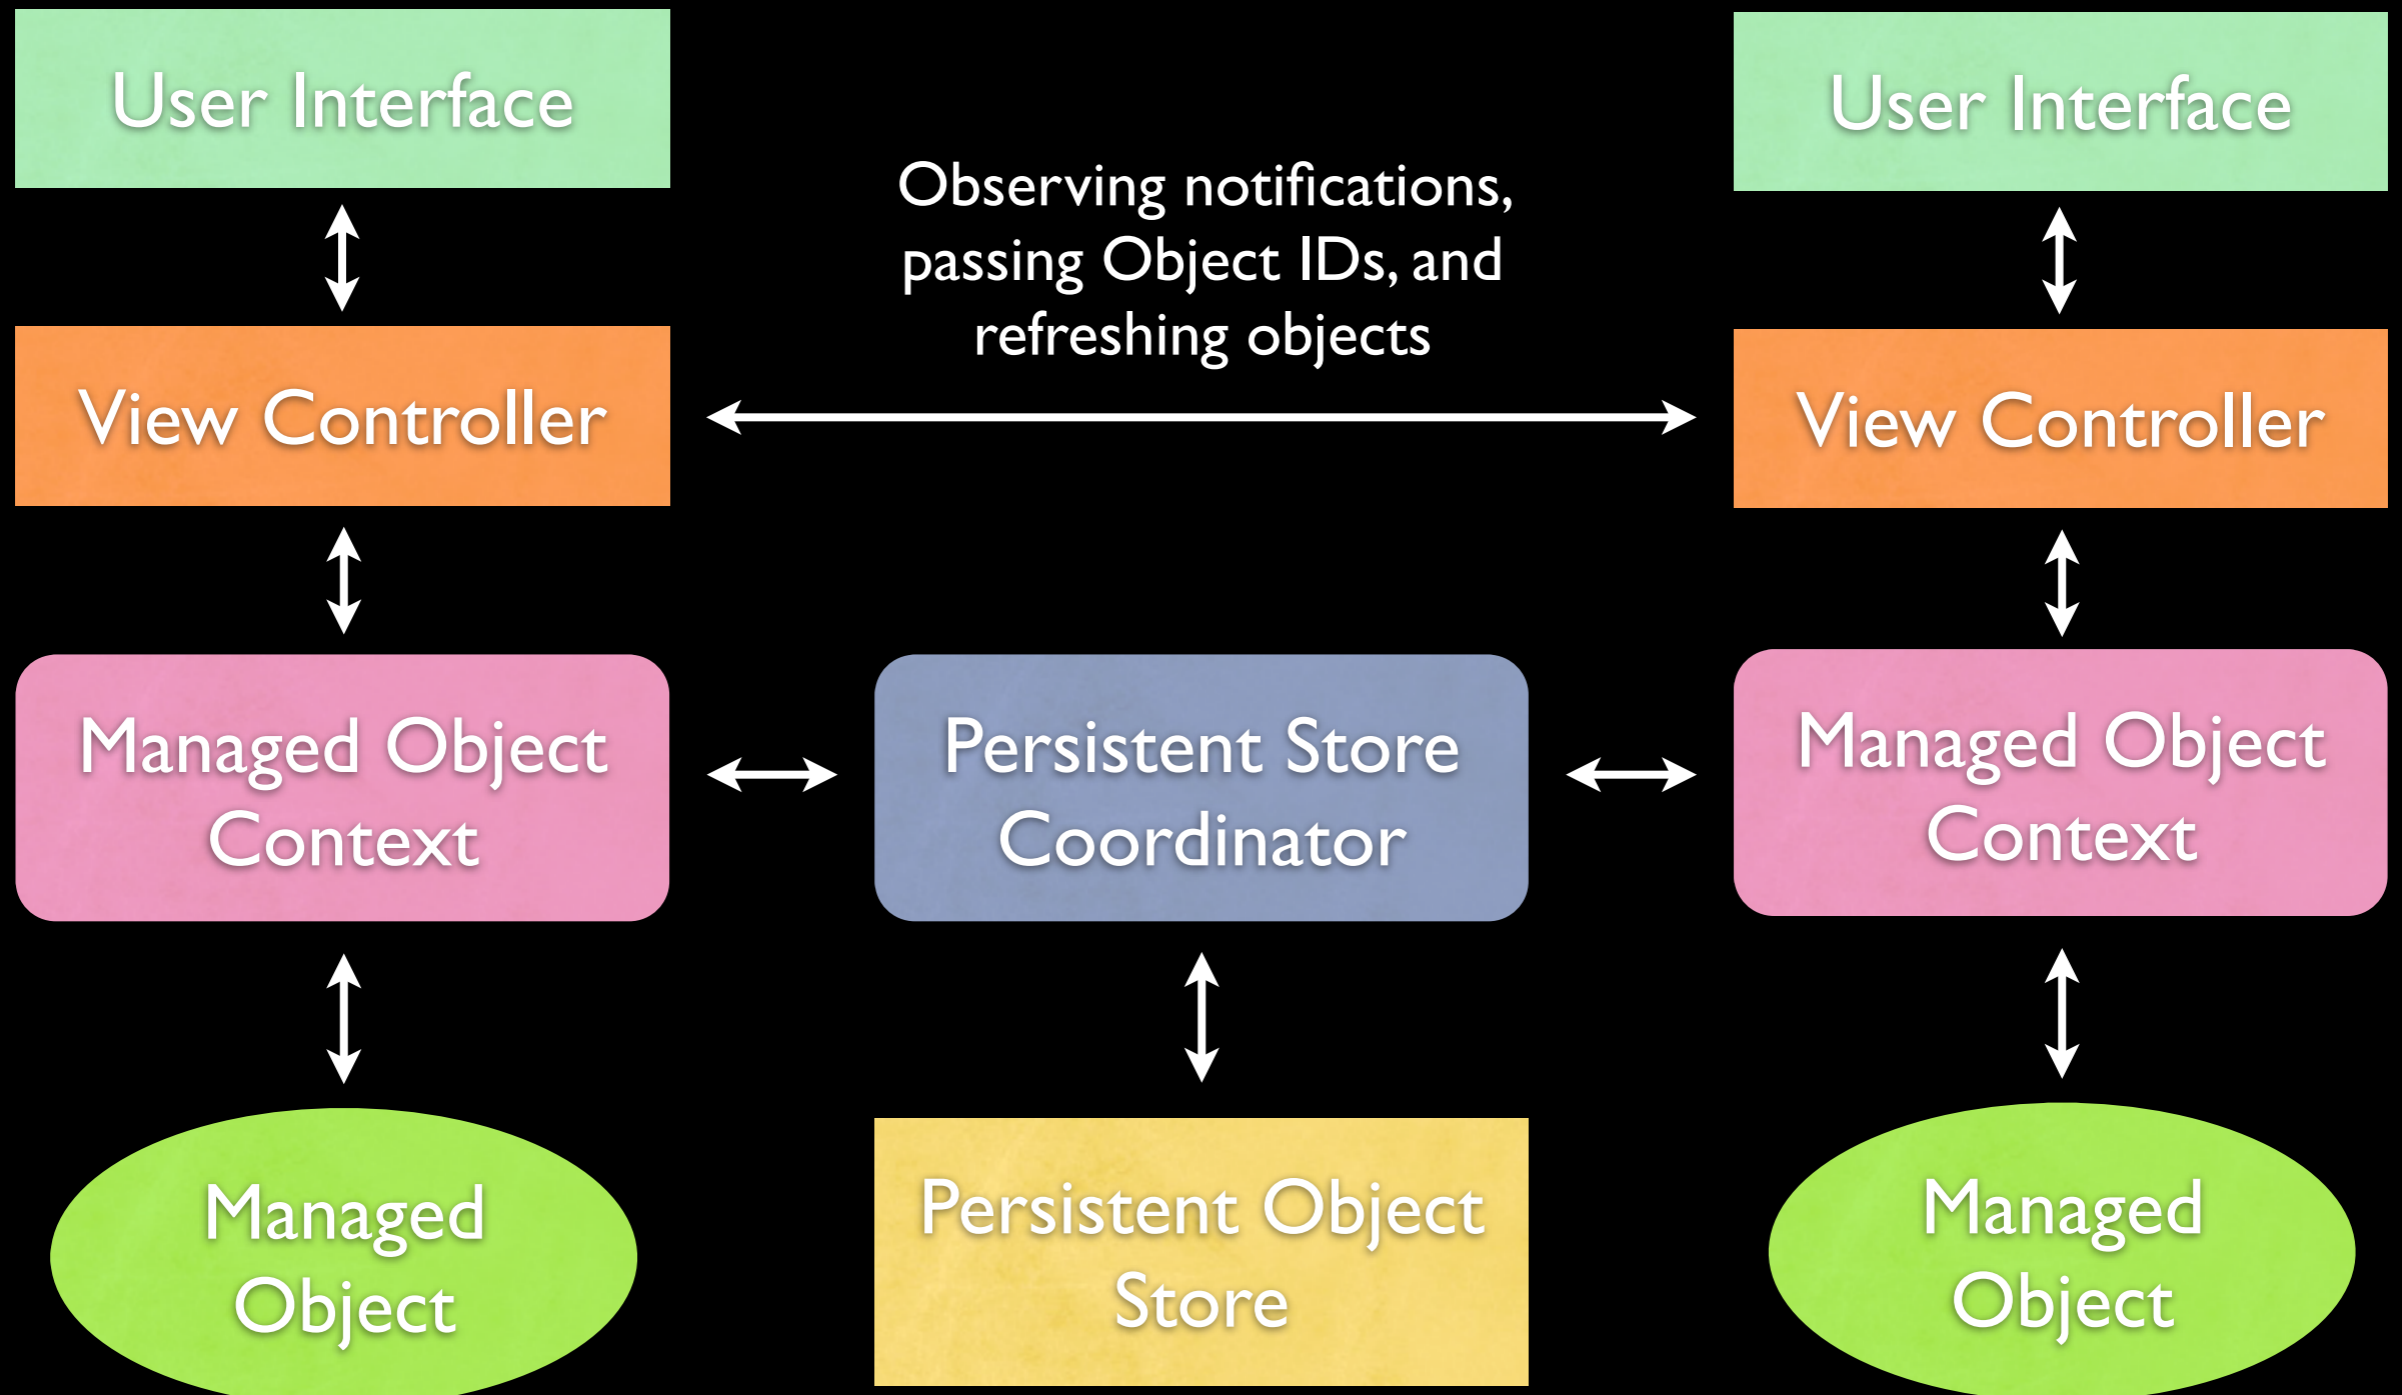 User Interface
User Interface
Observing notifications,
passing Object IDs, and
refreshing objects
View Controller
View Controller
Managed Object
Context
Persistent Store
Coordinator
Managed Object
Context
Managed
Object
Persistent Object
Store
Managed
Object